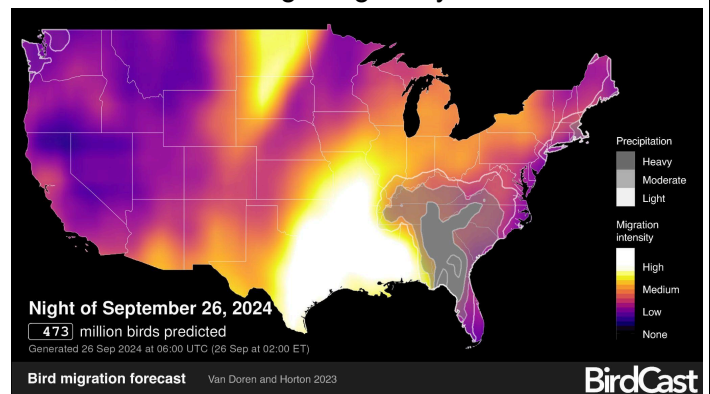 Precipitation
Heavy
Moderate
Light
Migration
intensity
High
Medium
Low
None
Night of September 26, 2024
473 million birds predicted
Generated 26 Sep 2024 at 06:00 UTC (26 Sep at 02:00 ET)
Bird migration forecast Van Doren and Horton 2023
BirdCast